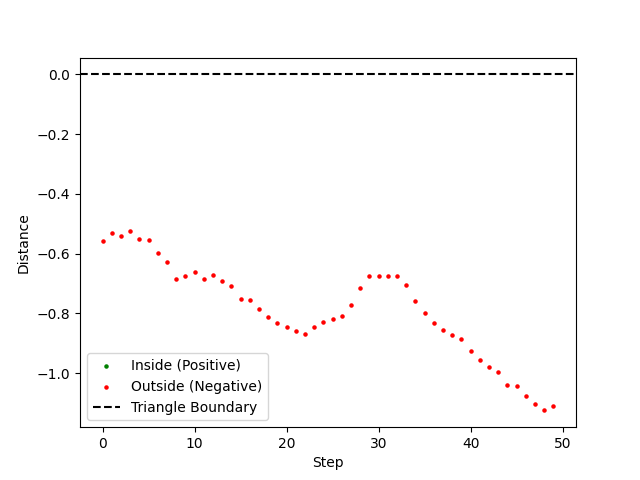 0.0
−0.2
−0.4
−0.6
−0.8
−1.0
Distance
Inside (Positive)
Outside (Negative)
Triangle Boundary
0 10 20 30 40 50
Step